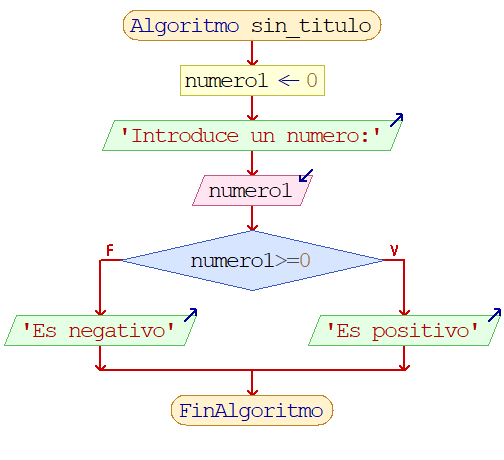 Algoritmo sin_titulo
numero1 ← 0
'Introduce un numero:'
numero1
numero1>=0
F
V
'Es negativo'
'Es positivo'
FinAlgoritmo